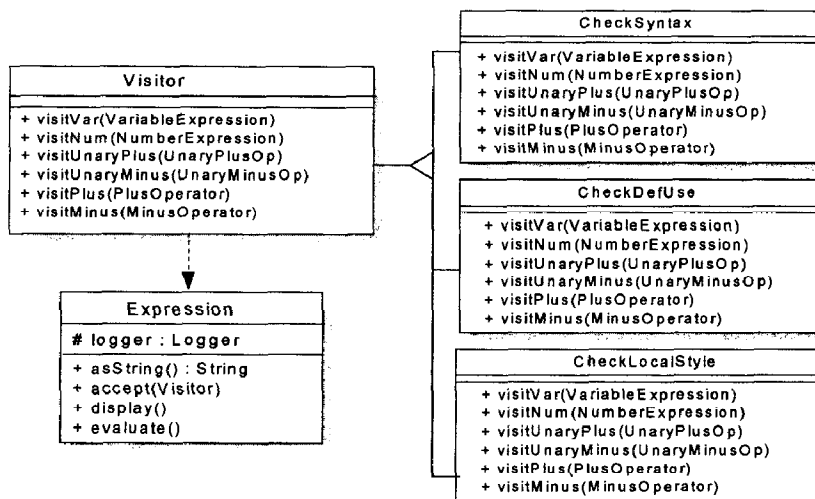 Visitor
+ visitVar(VariableExpression)
+ visitNum(NumberExpression)
+ visitUnaryPlus(UnaryPlusOp)
+ visitUnaryMinus(UnaryMinusOp)
+ visitPlus(PlusOperator)
+ visitMinus(MinusOperator)
Expression
# logger : Logger
+ asString() : String
+ accept(Visitor)
+ display()
+ evaluate()
CheckSyntax
+ visitVar(VariableExpression)
+ visitNum(NumberExpression)
+ visitUnaryPlus(UnaryPlusOp)
+ visitUnaryMinus(UnaryMinusOp)
+ visitPlus(PlusOperator)
+ visitMinus(MinusOperator)
CheckDefUse
+ visitVar(VariableExpression)
+ visitNum(NumberExpression)
+ visitUnaryPlus(UnaryPlusOp)
+ visitUnaryMinus(UnaryMinusOp)
+ visitPlus(PlusOperator)
+ visitMinus(MinusOperator)
CheckLocalStyle
+ visitVar(VariableExpression)
+ visitNum(NumberExpression)
+ visitUnaryPlus(UnaryPlusOp)
+ visitUnaryMinus(UnaryMinusOp)
+ visitPlus(PlusOperator)
+ visitMinus(MinusOperator)